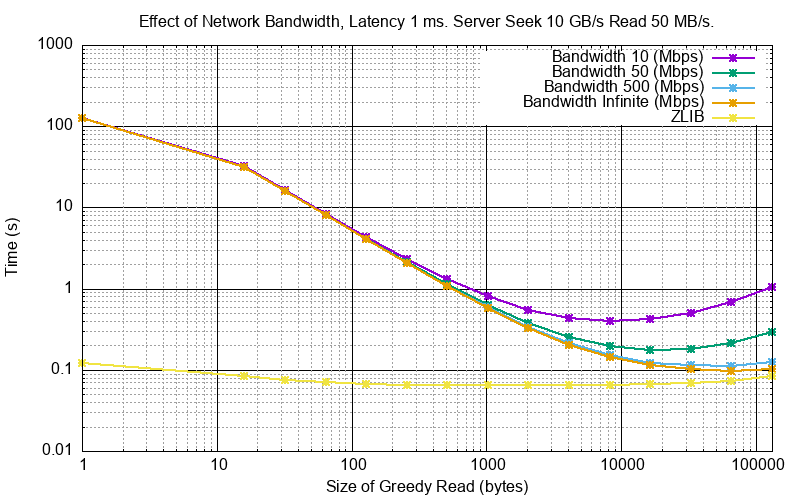 Effect of Network Bandwidth, Latency 1 ms. Server Seek 10 GB/s Read 50 MB/s.
1000
100
10
1
0.1
0.01
Time (s)
Bandwidth 10 (Mbps)
Bandwidth 50 (Mbps)
Bandwidth 500 (Mbps)
Bandwidth Infinite (Mbps)
ZLIB
1 10 100 1000 10000 100000
Size of Greedy Read (bytes)